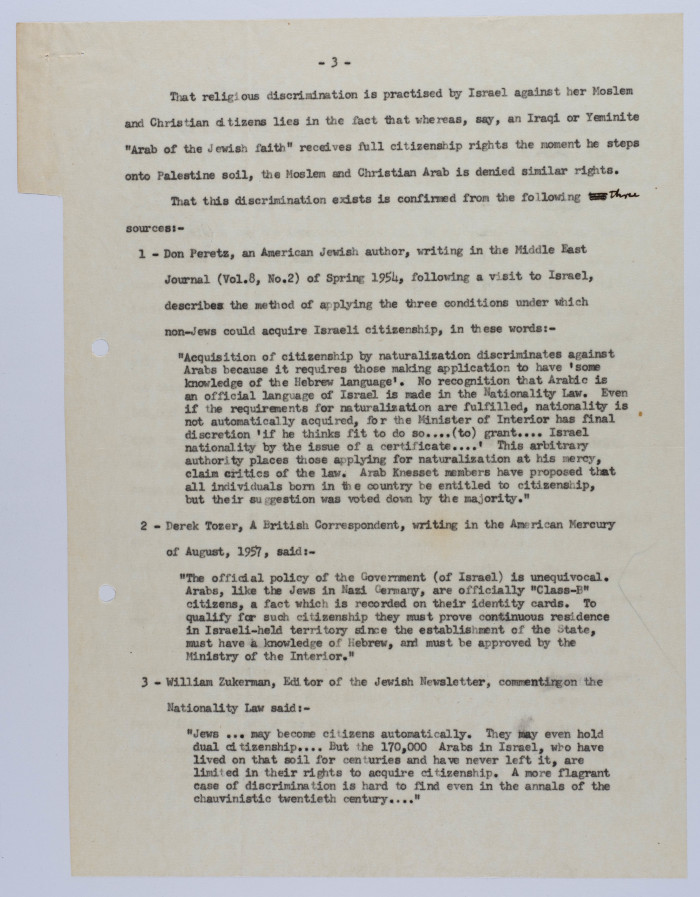 - 3 -
That religious discrimination is practised by Israel against her Moslem
and Christian citizens lies in the fact that whereas, say, an Iraqi or Yeminite
"Arab of the Jewish faith" receives full citizenship rights the moment he steps
onto Palestine soil, the Moslem and Christian Arab is denied similar rights.
That this discrimination exists is confirmed from the following three
sources:-
1 - Don Peretz, an American Jewish author, writing in the Middle East
Journal (Vol.8, No.2) of Spring 1954, following a visit to Israel,
describes the method of applying the three conditions under which
non-Jews could acquire Israeli citizenship, in these words:-
"Acquisition of citizenship by naturalization discriminates against
Arabs because it requires those making application to have 'some
knowledge of the Hebrew language'. No recognition that Arabic is
an official language of Israel is made in the Nationality Law. Even
if the requirements for naturalization are fulfilled, nationality is
not automatically acquired, for the Minister of Interior has final
discretion 'if he thinks fit to do so....(to) grant.... Israel
nationality by the issue of a certificate....' This arbitrary
authority places those applying for naturalization at his mercy,
claim critics of the law. Arab Knesset members have proposed that
all individuals born in the country be entitled to citizenship,
but their suggestion was voted down by the majority."
2 - Derek Tozer, A British Correspondent, writing in the American Mercury
of August, 1957, said:-
"The official policy of the Government (of Israel) is unequivocal.
Arabs, like the Jews in Nazi Germany, are officially "Class-B"
citizens, a fact which is recorded on their identity cards. To
qualify for such citizenship they must prove continuous residence
in Israeli-held territory since the establishment of the State,
must have a knowledge of Hebrew, and must be approved by the
Ministry of the Interior."
3 - William Zukerman, Editor of the Jewish Newsletter, commenting on the
Nationality Law said:-
"Jews ... may become citizens automatically. They may even hold
dual citizenship.... But the 170,000 Arabs in Israel, who have
lived on that soil for centuries and have never left it, are
limited in their rights to acquire citizenship. A more flagrant
case of discrimination is hard to find even in the annals of the
chauvinistic twentieth century...."